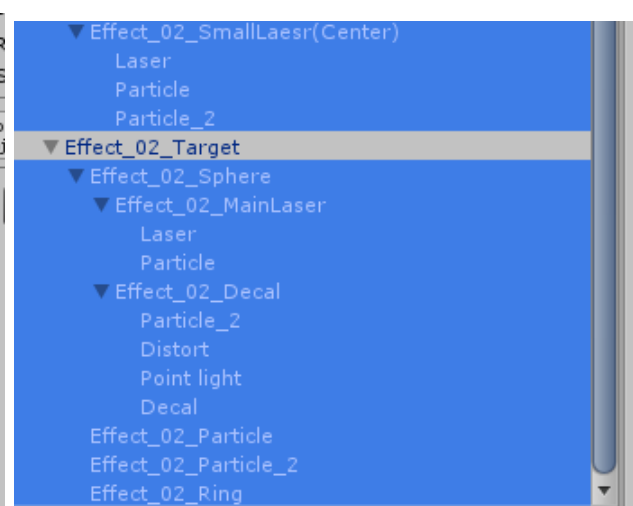 Effect_02_SmallLaesr(Center)
Laser
Particle
Particle_2
Effect_02_Target
Effect_02_Sphere
Effect_02_MainLaser
Laser
Particle
Effect_02_Decal
Particle_2
Distort
Point light
Decal
Effect_02_Particle
Effect_02_Particle_2
Effect_02_Ring